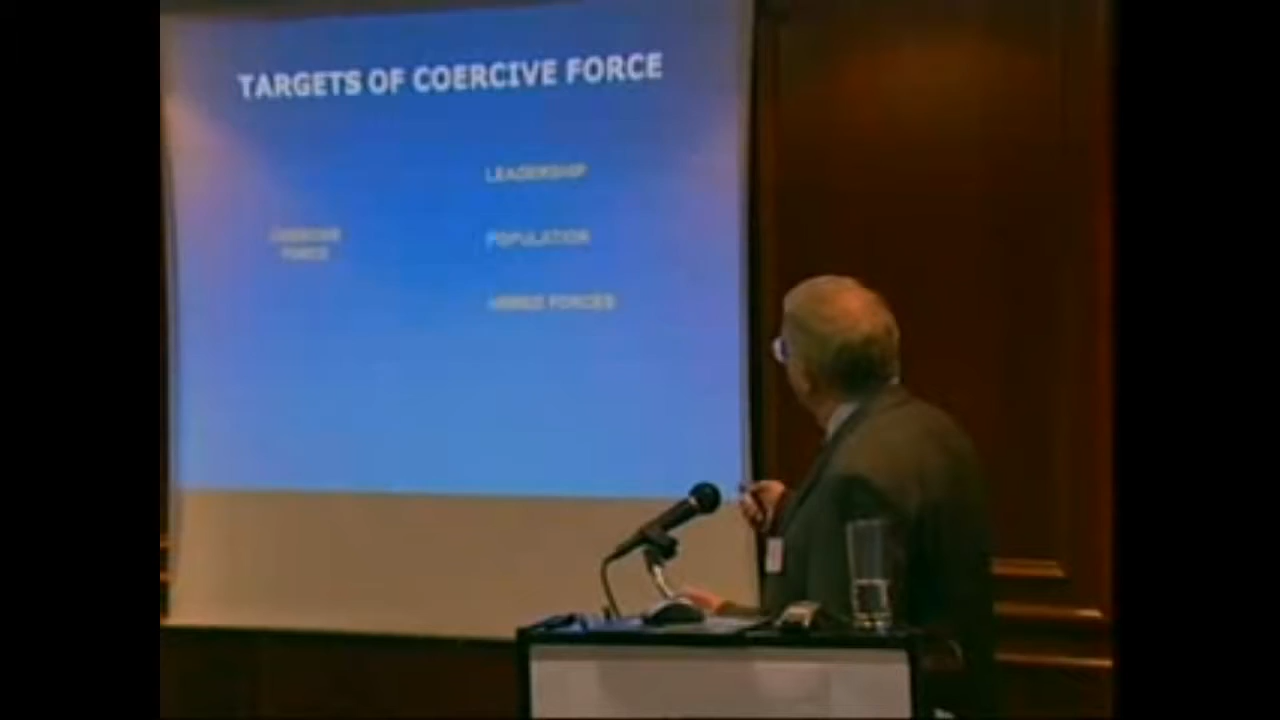 TARGETS OF COERCIVE FORCE
LEADERSHIP
COERCIVE
FORCE
POPULATION
ARMED FORCES